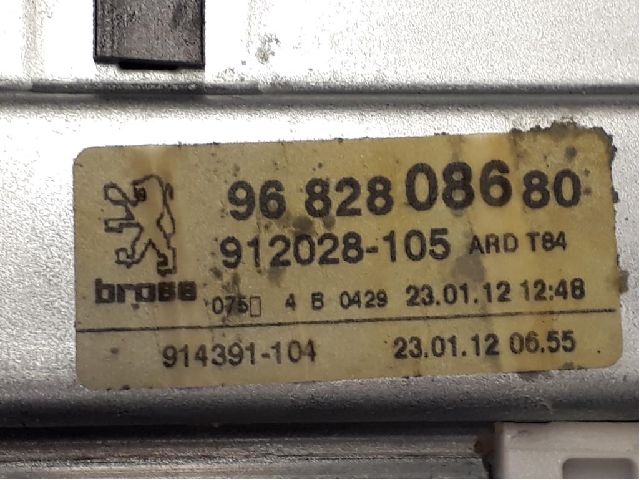 96 828 086 80
912028-105 ARD T84
brose
075▯ 4 B 0429 23.01.12 12:48
914391-104 23.01.12 06.55